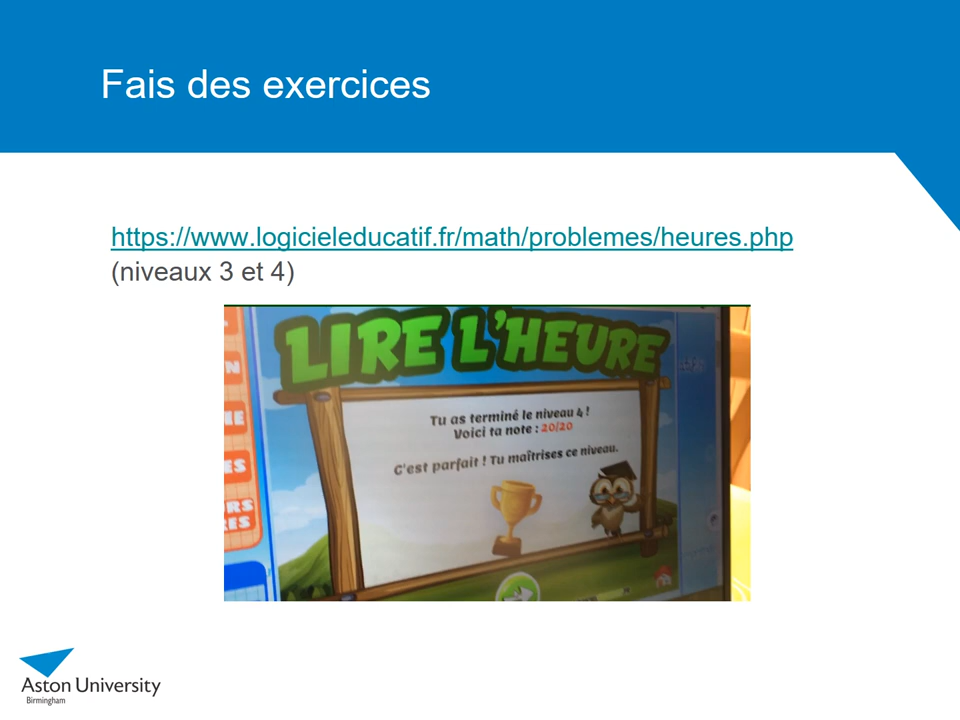 Fais des exercices
https://www.logicieleducatif.fr/math/problemes/heures.php
(niveaux 3 et 4)
LIRE L'HEURE
Tu as terminé le niveau 4 !
Voici ta note : 20/20
C'est parfait ! Tu maîtrises ce niveau.
Aston University
Birmingham